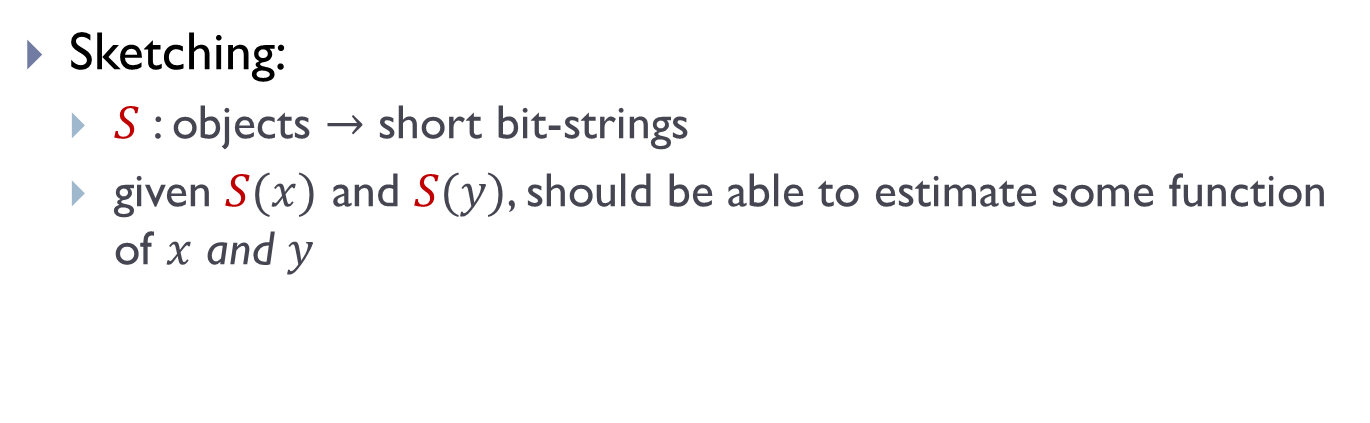 Sketching:
S : objects → short bit-strings
given S(x) and S(y), should be able to estimate some function
of x and y